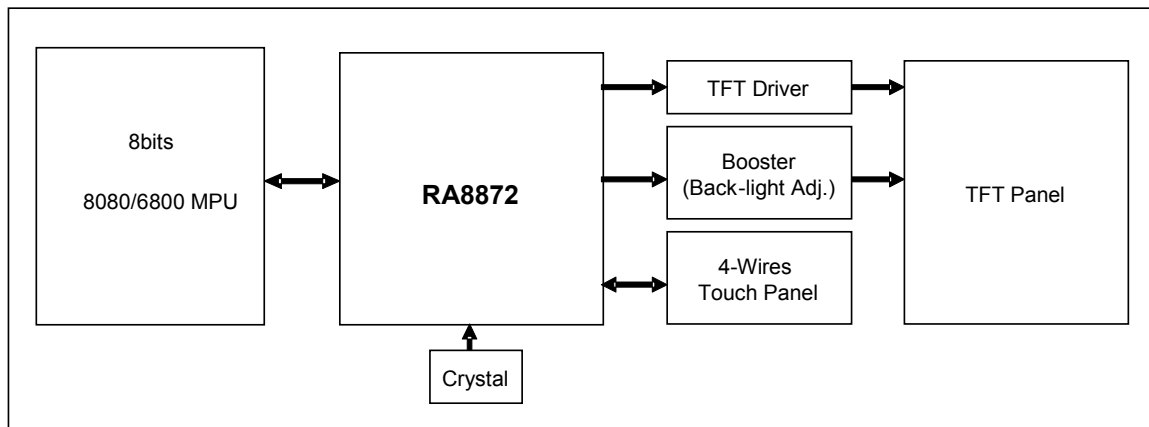 8bits
8080/6800 MPU
RA8872
Crystal
TFT Driver
Booster
(Back-light Adj.)
4-Wires
Touch Panel
TFT Panel